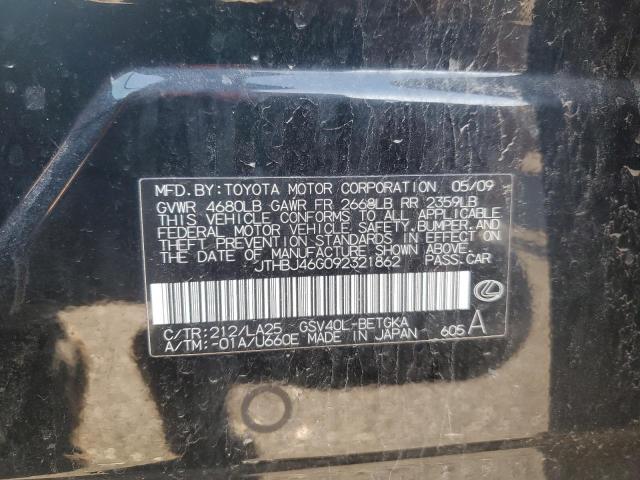 MFD.BY:TOYOTA MOTOR CORPORATION 05/09
GVWR 4680LB GAWR FR 2668LB RR 2359LB
THIS VEHICLE CONFORMS TO ALL APPLICABLE
FEDERAL MOTOR VEHICLE SAFETY,BUMPER,AND
THEFT PREVENTION STANDARDS IN EFFECT ON
THE DATE OF MANUFACTURE SHOWN ABOVE.
JTHBJ46G092321862 PASS.CAR
C/TR:212/LA25 GSV40L-BETGKA
A/TM:-01A/U660E MADE IN JAPAN 605 A